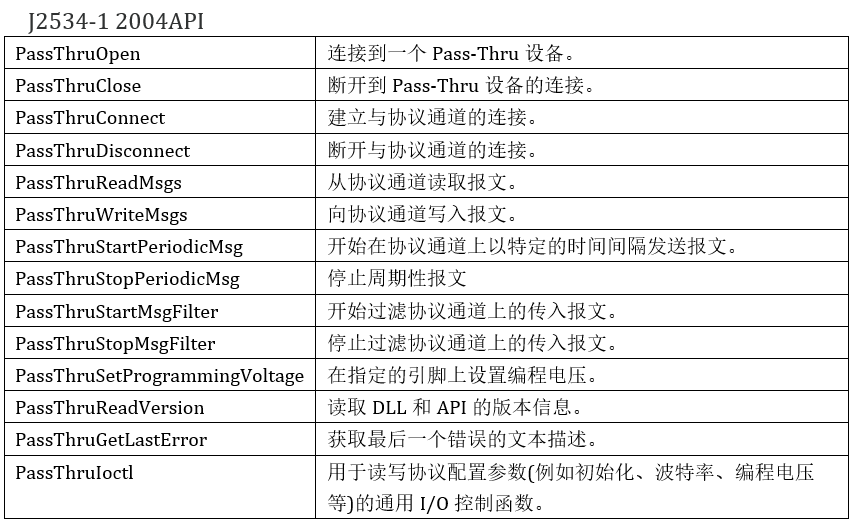 J2534-1 2004API
PassThruOpen 连接到一个 Pass-Thru 设备。
PassThruClose 断开到 Pass-Thru 设备的连接。
PassThruConnect 建立与协议通道的连接。
PassThruDisconnect 断开与协议通道的连接。
PassThruReadMsgs 从协议通道读取报文。
PassThruWriteMsgs 向协议通道写入报文。
PassThruStartPeriodicMsg 开始在协议通道上以特定的时间间隔发送报文。
PassThruStopPeriodicMsg 停止周期性报文
PassThruStartMsgFilter 开始过滤协议通道上的传入报文。
PassThruStopMsgFilter 停止过滤协议通道上的传入报文。
PassThruSetProgrammingVoltage 在指定的引脚上设置编程电压。
PassThruReadVersion 读取 DLL 和 API 的版本信息。
PassThruGetLastError 获取最后一个错误的文本描述。
PassThruIoctl 用于读写协议配置参数(例如初始化、波特率、编程电压
等)的通用 I/O 控制函数。